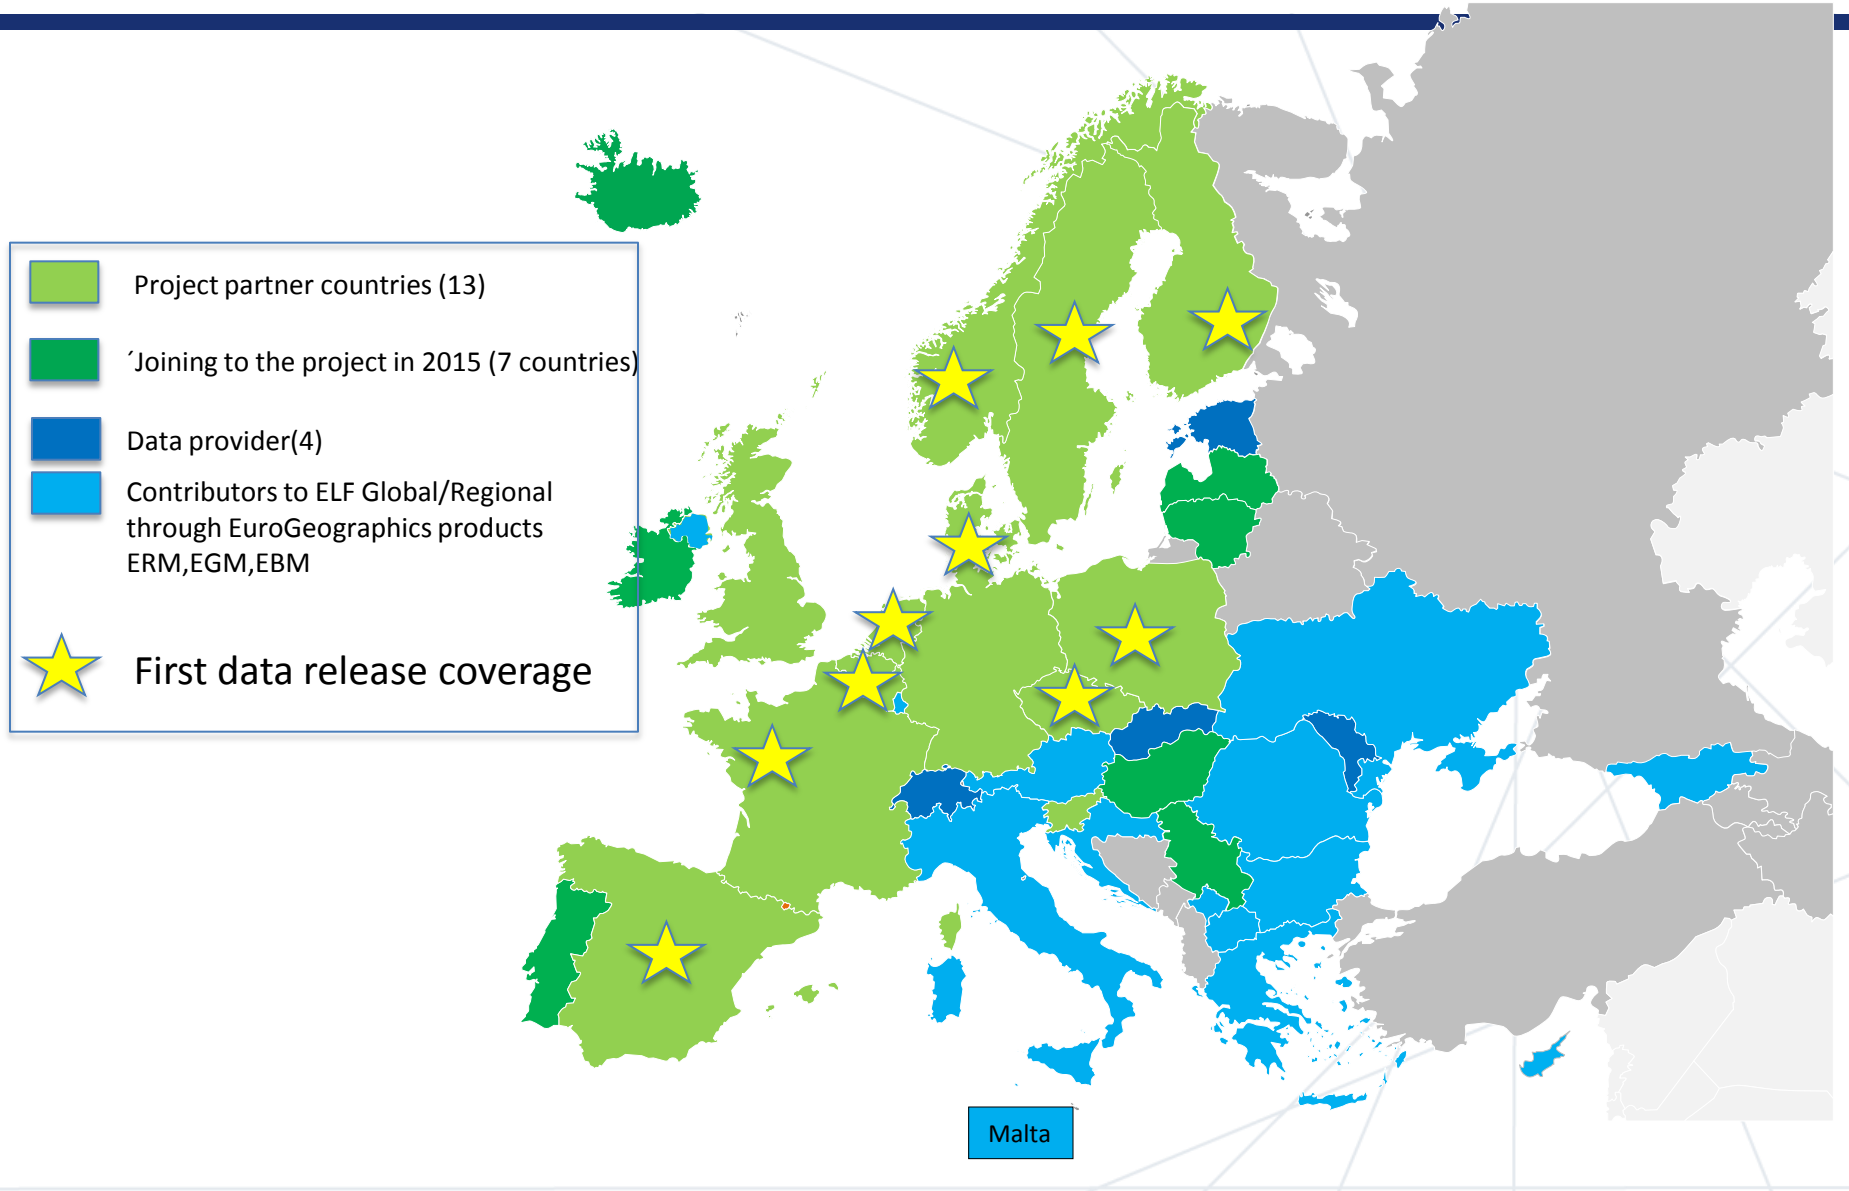 Project partner countries (13)
´Joining to the project in 2015 (7 countries)
Data provider(4)
Contributors to ELF Global/Regional
through EuroGeographics products
ERM,EGM,EBM
First data release coverage
Malta